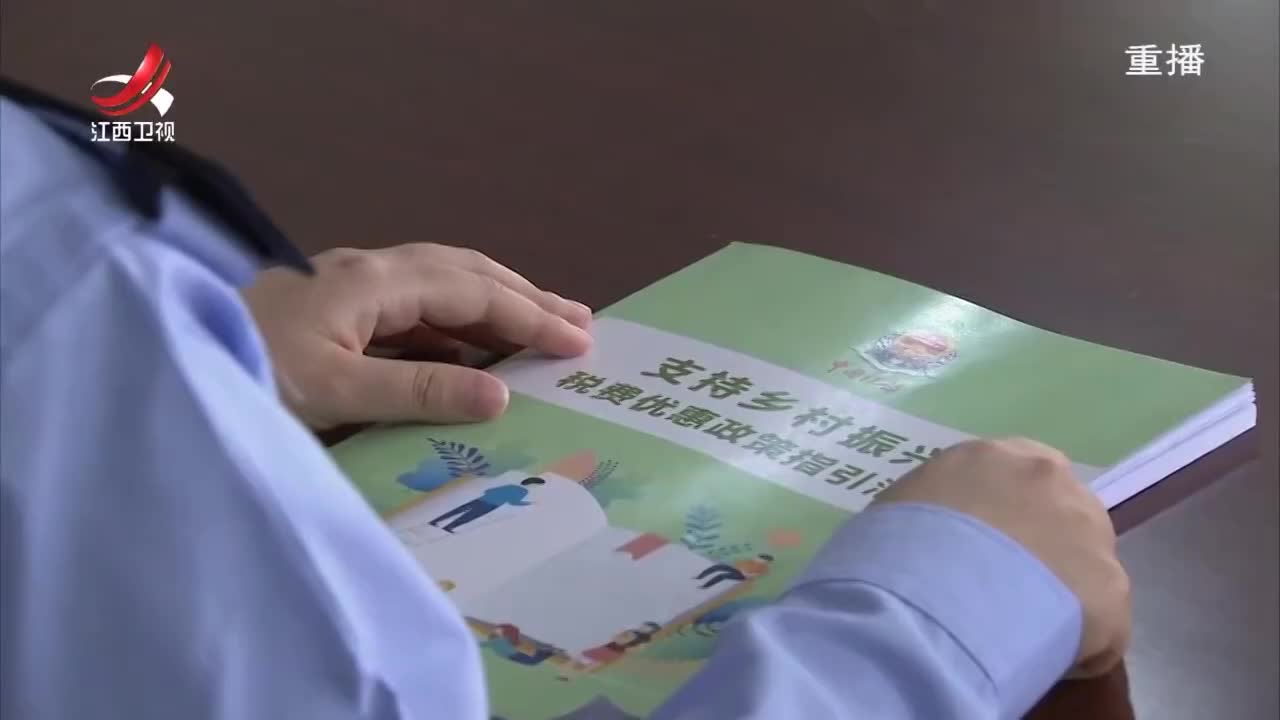 重播
江西卫视
支持乡村振兴
税费优惠政策指引